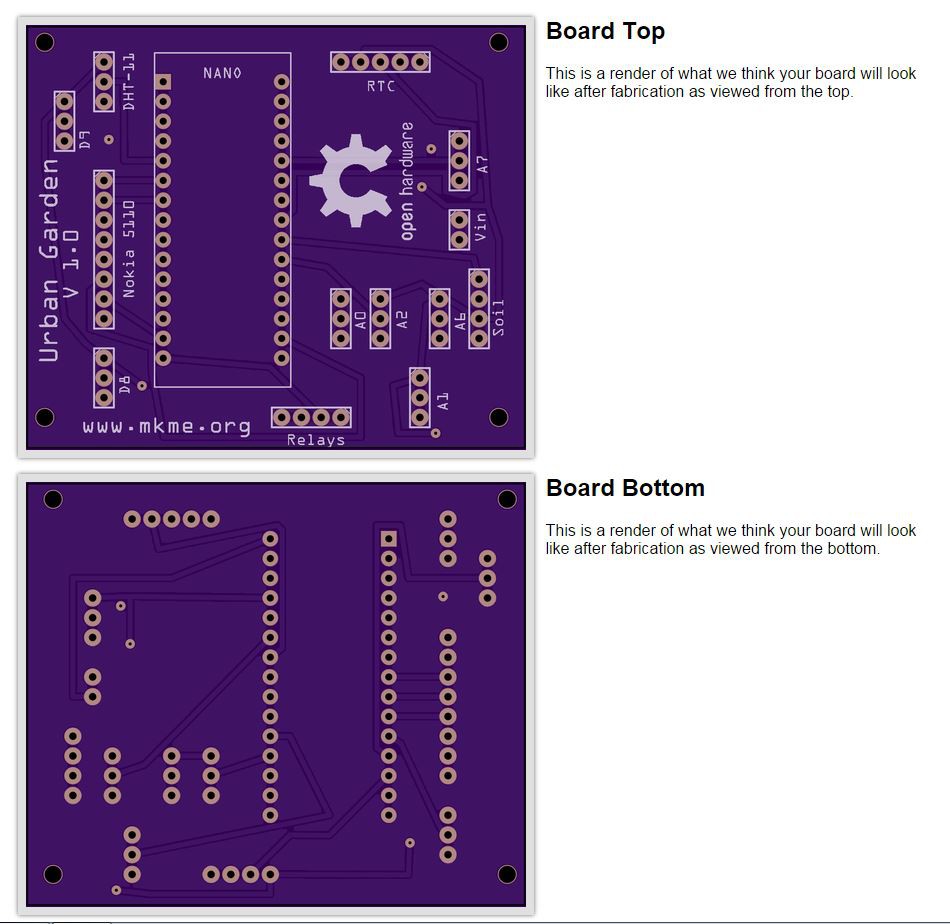 Board Top
This is a render of what we think your board will look
like after fabrication as viewed from the top.
NANO
DHT-11
D9
RTC
open hardware
A7
Vin
Urban Garden
V 1.0
Nokia 5110
A0
A2
A6
Soil
D8
A1
www.mkme.org
Relays
Board Bottom
This is a render of what we think your board will look
like after fabrication as viewed from the bottom.